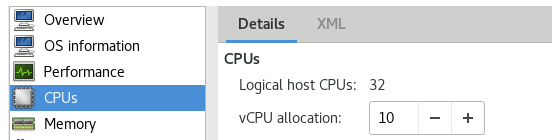 Overview
OS information
Performance
CPUs
Memory
Details XML
CPUs
Logical host CPUs: 32
vCPU allocation: 10 − +